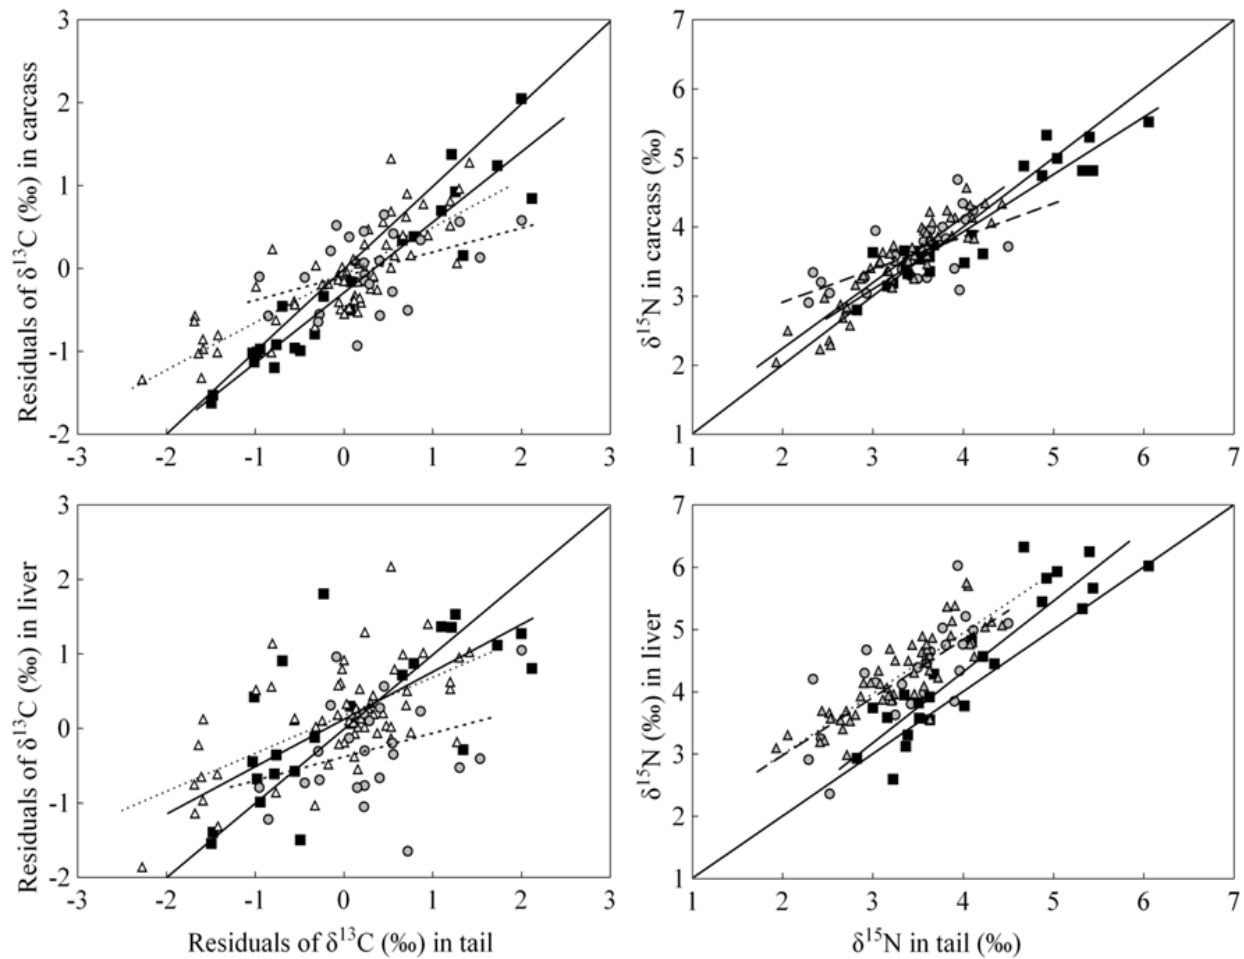 Residuals of δ¹³C (‰) in carcass
3
2
1
0
-1
-2
-3 -2 -1 0 1 2 3
δ¹⁵N in carcass (‰)
7
6
5
4
3
2
1
1 2 3 4 5 6 7
Residuals of δ¹³C (‰) in liver
3
2
1
0
-1
-2
-3 -2 -1 0 1 2 3
Residuals of δ¹³C (‰) in tail
δ¹⁵N (‰) in liver
7
6
5
4
3
2
1
1 2 3 4 5 6 7
δ¹⁵N in tail (‰)